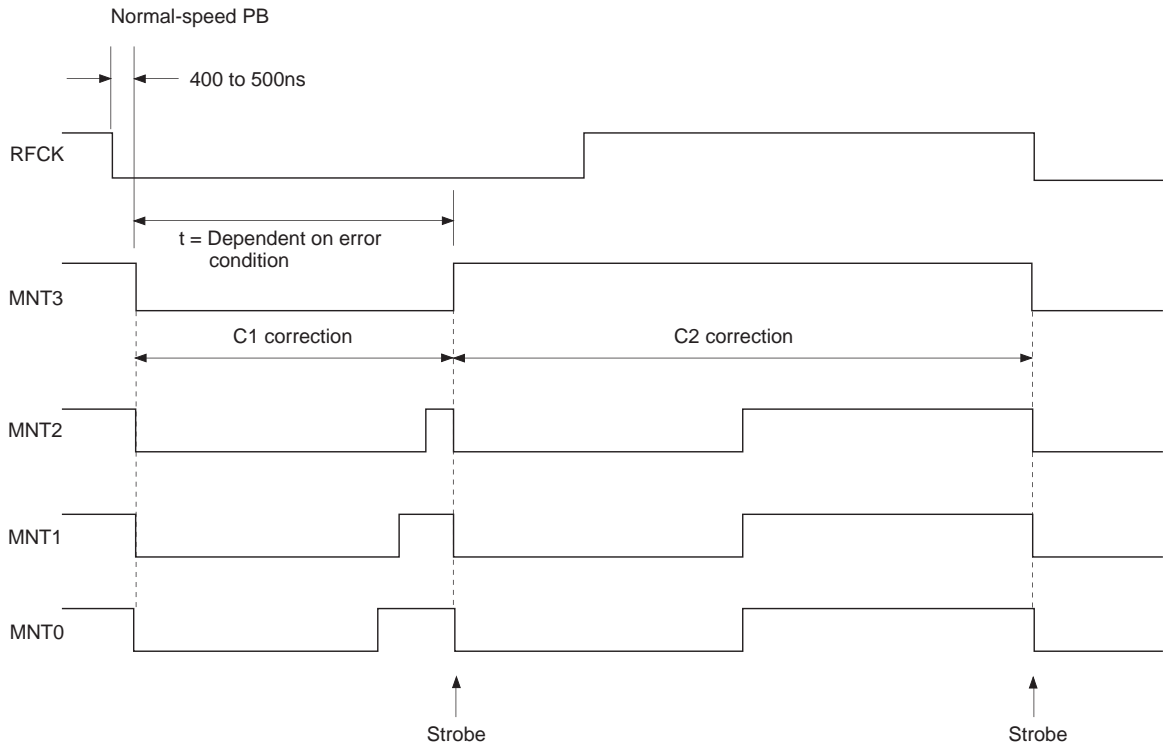 Normal-speed PB
400 to 500ns
RFCK
t = Dependent on error
condition
MNT3
C1 correction
C2 correction
MNT2
MNT1
MNT0
Strobe
Strobe